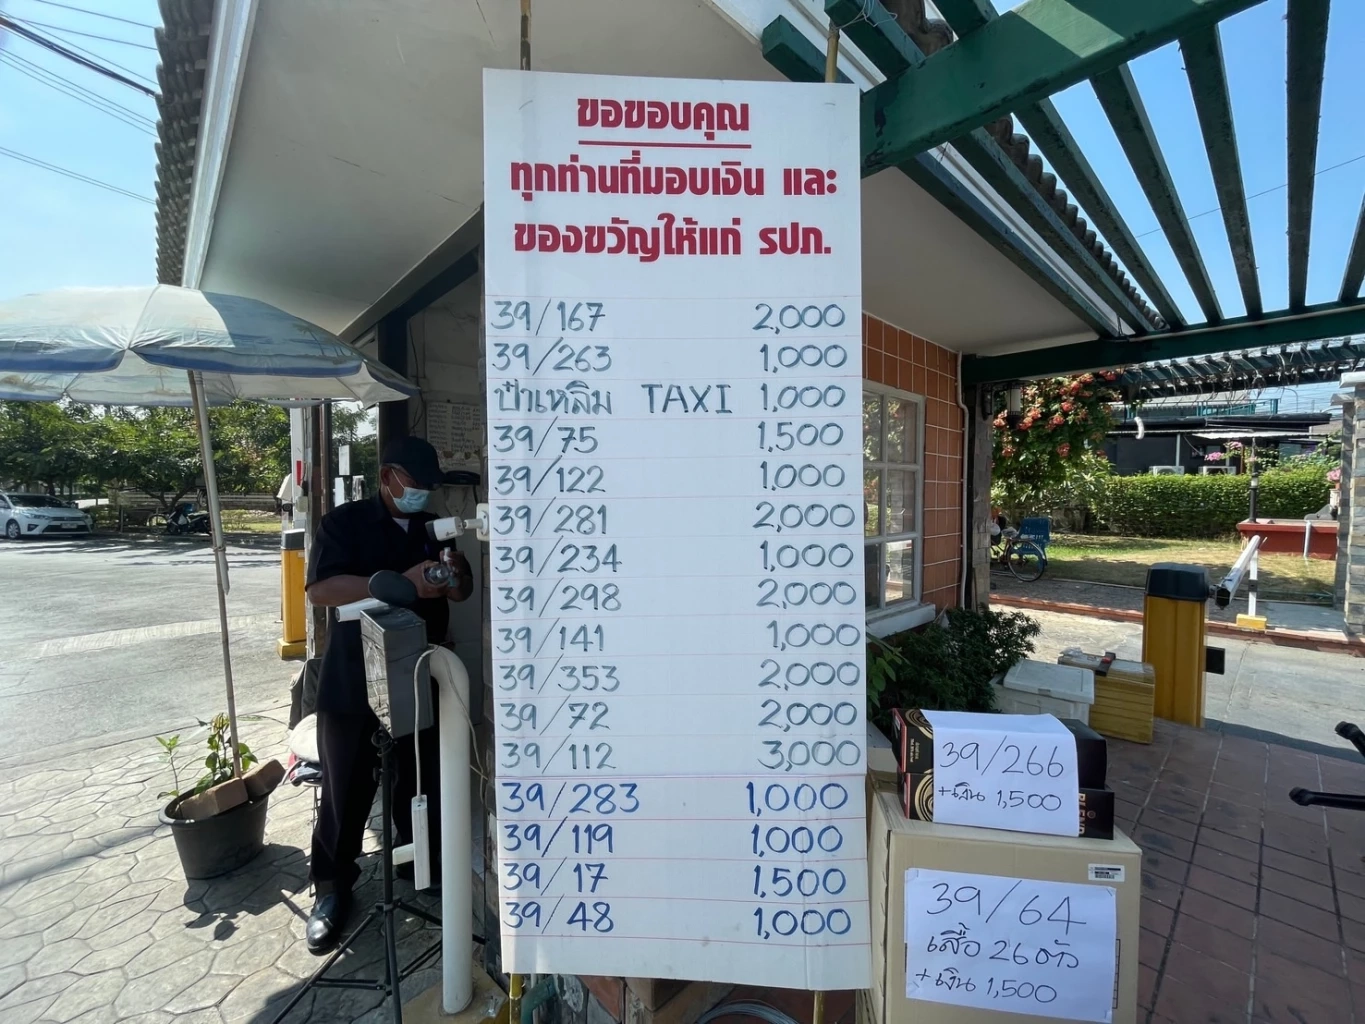 ขอขอบคุณ
ทุกท่านที่มอบเงิน และ
ของขวัญให้แก่ รปภ.
39/167 2,000
39/263 1,000
ป๋าเหลิม TAXI 1,000
39/75 1,500
39/122 1,000
39/281 2,000
39/234 1,000
39/298 2,000
39/141 1,000
39/353 2,000
39/72 2,000
39/112 3,000
39/283 1,000
39/119 1,000
39/17 1,500
39/48 1,000
39/266
+เงิน 1,500
39/64
เสื้อ 26 ตัว
+เงิน 1,500